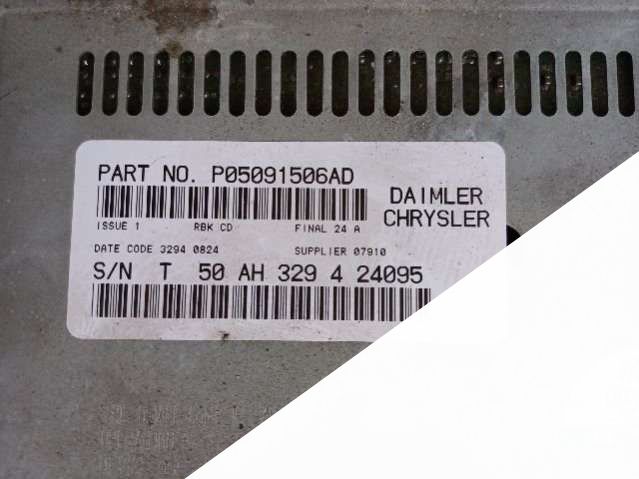 PART NO. P05091506AD
DAIMLER
CHRYSLER
ISSUE 1 RBK CD FINAL 24 A
DATE CODE 3294 0824 SUPPLIER 07910
S/N T 50 AH 329 4 24095